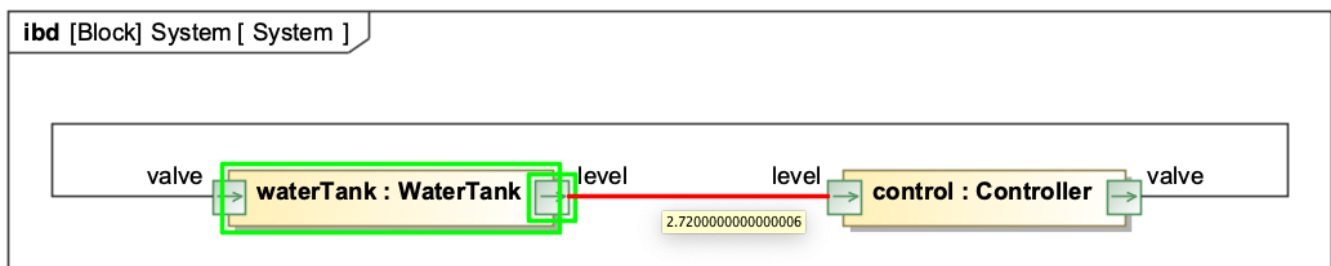 ibd [Block] System [ System ]
valve
waterTank : WaterTank
level
level
control : Controller
valve
2.7200000000000006